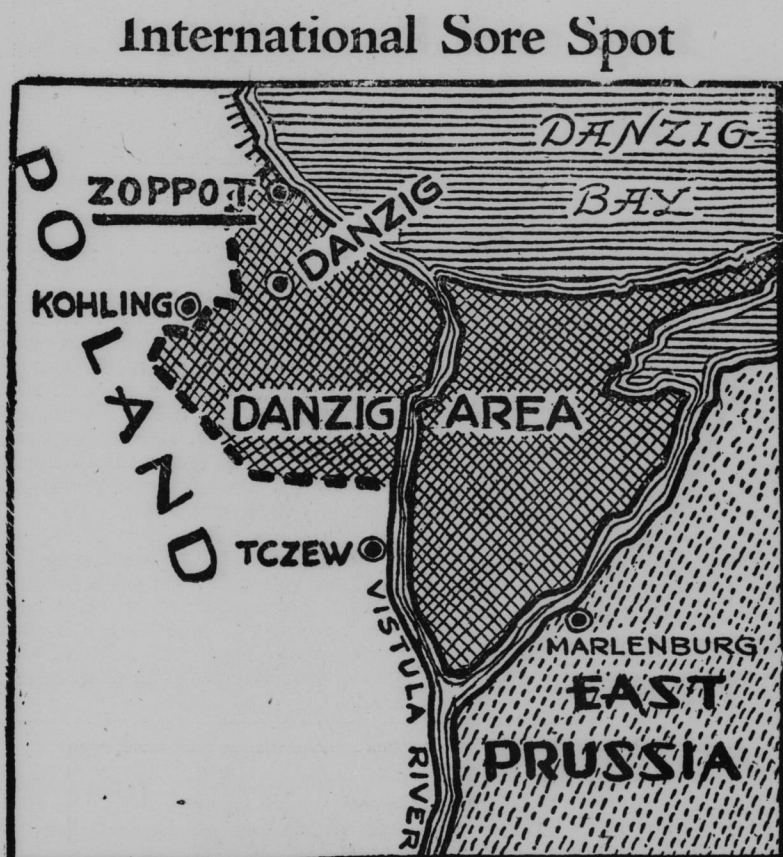 International Sore Spot
DANZIG
BAY
POLAND
ZOPPOT
DANZIG
KOHLING
DANZIG AREA
TCZEW
VISTULA RIVER
MARLENBURG
EAST
PRUSSIA